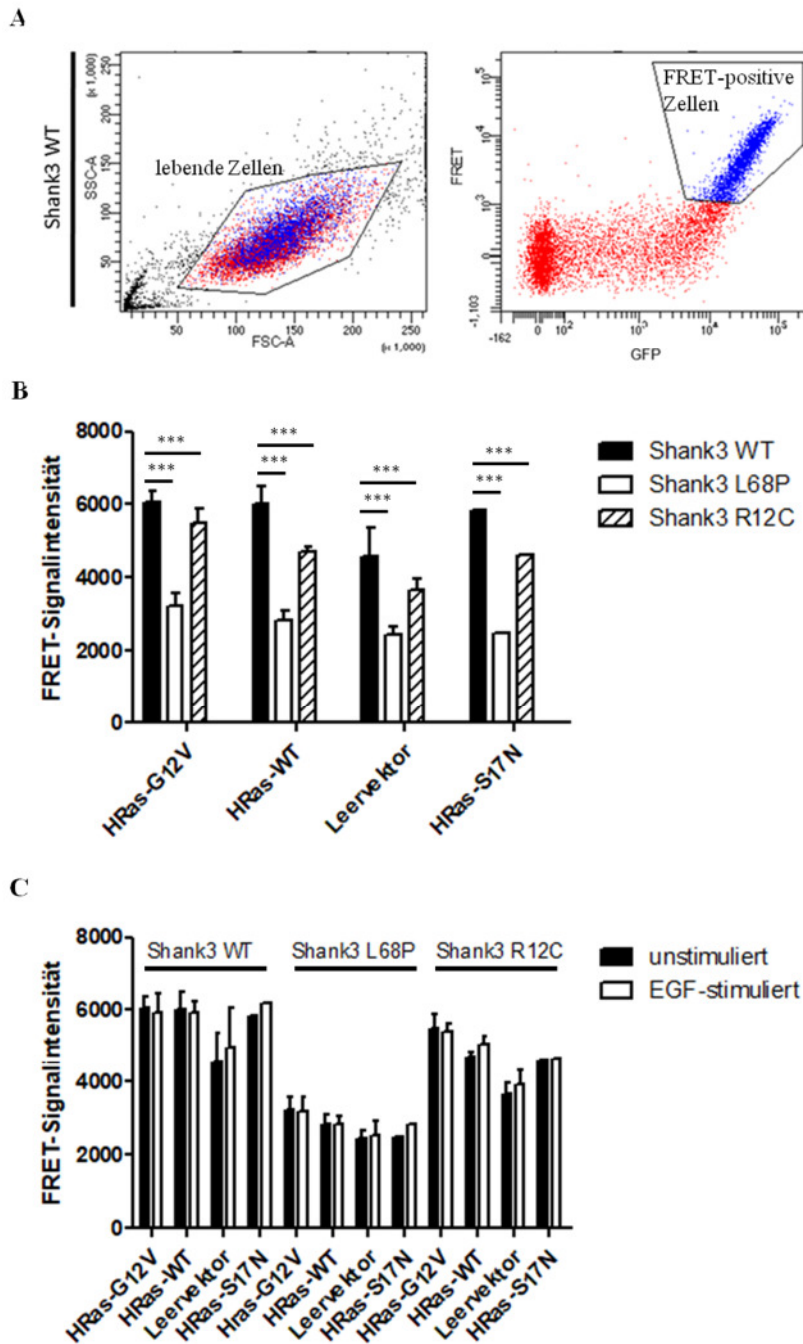 A
Shank3 WT
SSC-A
(x 1,000)
250
200
150
100
50
lebende Zellen
50 100 150 200 250
FSC-A
(x 1,000)
FRET
10^5
10^4
10^3
0
-1,103
FRET-positive
Zellen
-162 0 10^2 10^3 10^4 10^5
GFP
B
FRET-Signalintensität
8000
6000
4000
2000
0
*** *** *** ***
*** *** *** ***
Shank3 WT
Shank3 L68P
Shank3 R12C
HRas-G12V
HRas-WT
Leervektor
HRas-S17N
C
FRET-Signalintensität
8000
6000
4000
2000
0
Shank3 WT Shank3 L68P Shank3 R12C
unstimuliert
EGF-stimuliert
HRas-G12V
HRas-WT
Leervektor
HRas-S17N
Hras-G12V
HRas-WT
Leervektor
HRas-S17N
HRas-G12V
HRas-WT
Leervektor
HRas-S17N